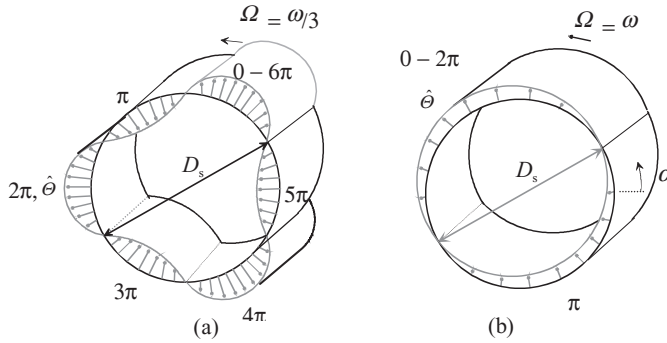 Ω = ω/3
0 – 6π
π
D_s
2π, Θ̂
5π
3π
4π
(a)
Ω = ω
0 – 2π
Θ̂
D_s
α
π
(b)